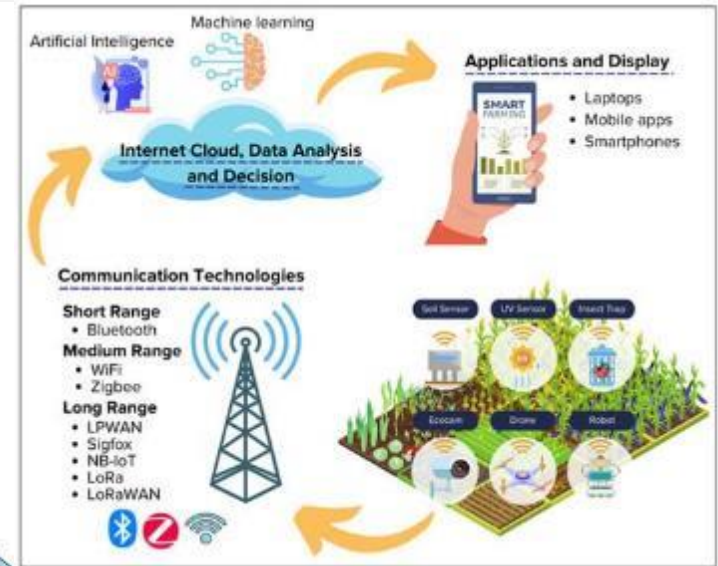 Artificial Intelligence
Machine learning
Internet Cloud, Data Analysis
and Decision
Applications and Display
SMART
FARMING
• Laptops
• Mobile apps
• Smartphones
Communication Technologies
Short Range
• Bluetooth
Medium Range
• WiFi
• Zigbee
Long Range
• LPWAN
• Sigfox
• NB-IoT
• LoRa
• LoRaWAN
Soil Sensor
UV Sensor
Insect Trap
Ecocam
Drone
Robot